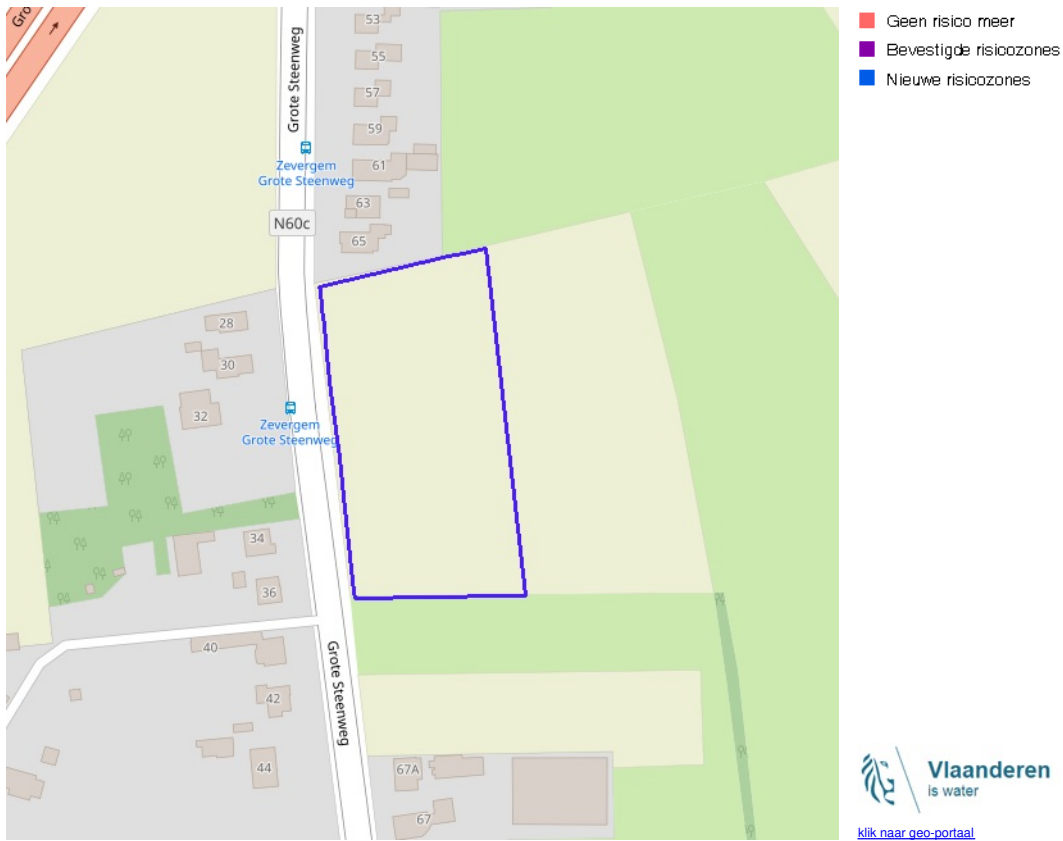 Gro
Grote Steenweg
53
55
57
59
61
63
65
Zevergem
Grote Steenweg
N60c
28
30
32
Zevergem
Grote Steenweg
34
36
40
42
44
Grote Steenweg
67A
67
Geen risico meer
Bevestigde risicozones
Nieuwe risicozones
Vlaanderen
is water
klik naar geo-portaal